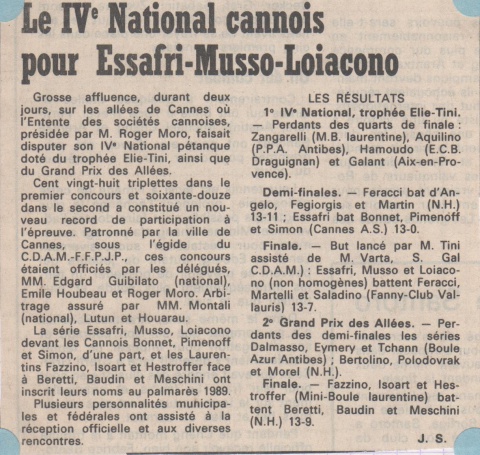 Le IVe National cannois
pour Essafri-Musso-Loiacono
Grosse affluence, durant deux
jours, sur les allées de Cannes où
l'Entente des sociétés cannoises,
présidée par M. Roger Moro, faisait
disputer son IVe National pétanque
doté du trophée Elie-Tini, ainsi que
du Grand Prix des Allées.
Cent vingt-huit triplettes dans le
premier concours et soixante-douze
dans le second a constitué un nou-
veau record de participation à
l'épreuve. Patronné par la ville de
Cannes, sous l'égide du
C.D.A.M.-F.F.P.J.P., ces concours
étaient officiés par les délégués,
MM. Edgard Guibilato (national),
Emile Houbeau et Roger Moro. Arbi-
trage assuré par MM. Montali
(national), Lutun et Houarau.
La série Essafri, Musso, Loiacono
devant les Cannois Bonnet, Pimenoff
et Simon, d'une part, et les Lauren-
tins Fazzino, Isoart et Hestroffer face
à Beretti, Baudin et Meschini ont
inscrit leurs noms au palmarès 1989.
Plusieurs personnalités municipa-
les et fédérales ont assisté à la
réception officielle et aux diverses
rencontres.
LES RÉSULTATS
1° IVe National, trophée Elie-Tini.
— Perdants des quarts de finale :
Zangarelli (M.B. laurentine), Aquilino
(P.P.A. Antibes), Hamoudo (E.C.B.
Draguignan) et Galant (Aix-en-Pro-
vence).
Demi-finales. — Feracci bat d'An-
gelo, Fegiorgis et Martin (N.H.)
13-11 ; Essafri bat Bonnet, Pimenoff
et Simon (Cannes A.S.) 13-0.
Finale. — But lancé par M. Tini
assisté de M. Varta, S. Gal
C.D.A.M.) : Essafri, Musso et Loiaco-
no (non homogènes) battent Feracci,
Martelli et Saladino (Fanny-Club Val-
lauris) 13-7.
2° Grand Prix des Allées. — Per-
dants des demi-finales les séries
Dalmasso, Eymery et Tchann (Boule
Azur Antibes) ; Bertolino, Polodovrak
et Morel (N.H.).
Finale. — Fazzino, Isoart et Hes-
troffer (Mini-Boule laurentine) bat-
tent Beretti, Baudin et Meschini
(N.H.) 13-9.
J. S.